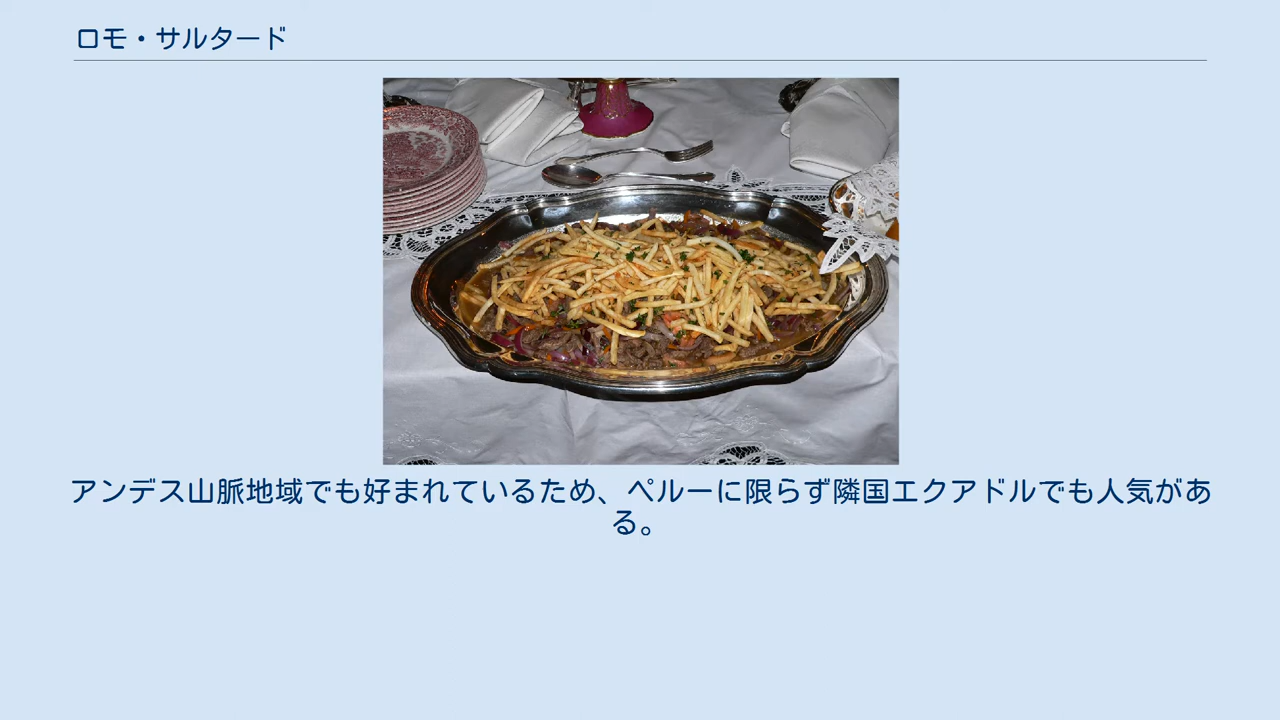 ロモ・サルタード
アンデス山脈地域でも好まれているため、ペルーに限らず隣国エクアドルでも人気があ
る。